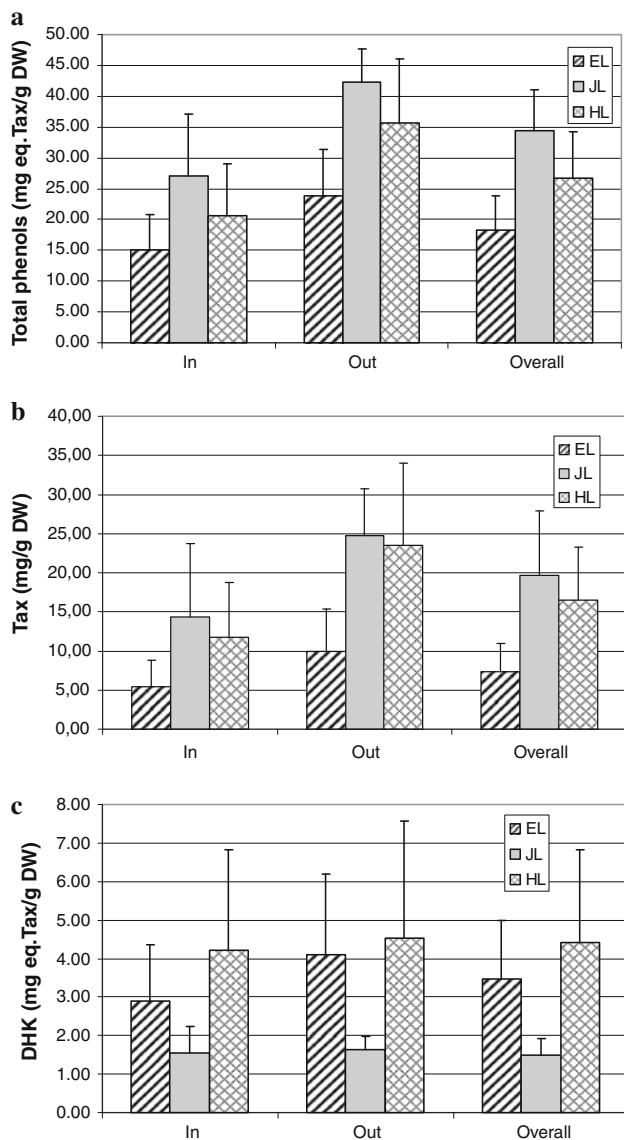 a
Total phenols (mg eq.Tax/g DW)
50.00
45.00
40.00
35.00
30.00
25.00
20.00
15.00
10.00
5.00
0.00
EL
JL
HL
In Out Overall
b
Tax (mg/g DW)
40,00
35,00
30,00
25,00
20,00
15,00
10,00
5,00
0,00
EL
JL
HL
In Out Overall
c
DHK (mg eq.Tax/g DW)
8.00
7.00
6.00
5.00
4.00
3.00
2.00
1.00
0.00
EL
JL
HL
In Out Overall